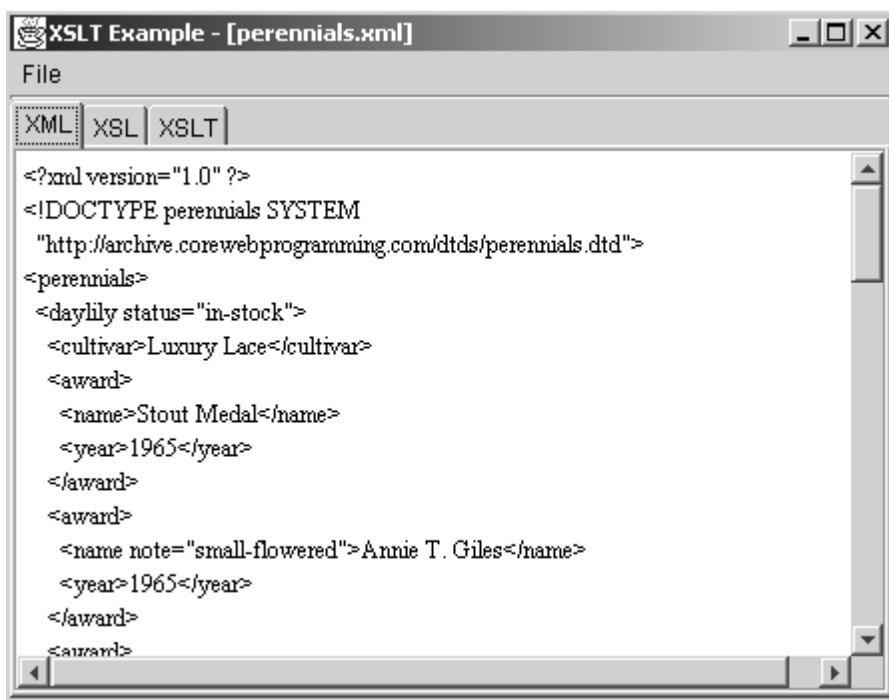 XSLT Example - [perennials.xml]
File
XML XSL XSLT
<?xml version="1.0" ?>
<!DOCTYPE perennials SYSTEM
"http://archive.corewebprogramming.com/dtds/perennials.dtd">
<perennials>
<daylily status="in-stock">
<cultivar>Luxury Lace</cultivar>
<award>
<name>Stout Medal</name>
<year>1965</year>
</award>
<award>
<name note="small-flowered">Annie T. Giles</name>
<year>1965</year>
</award>
<award>